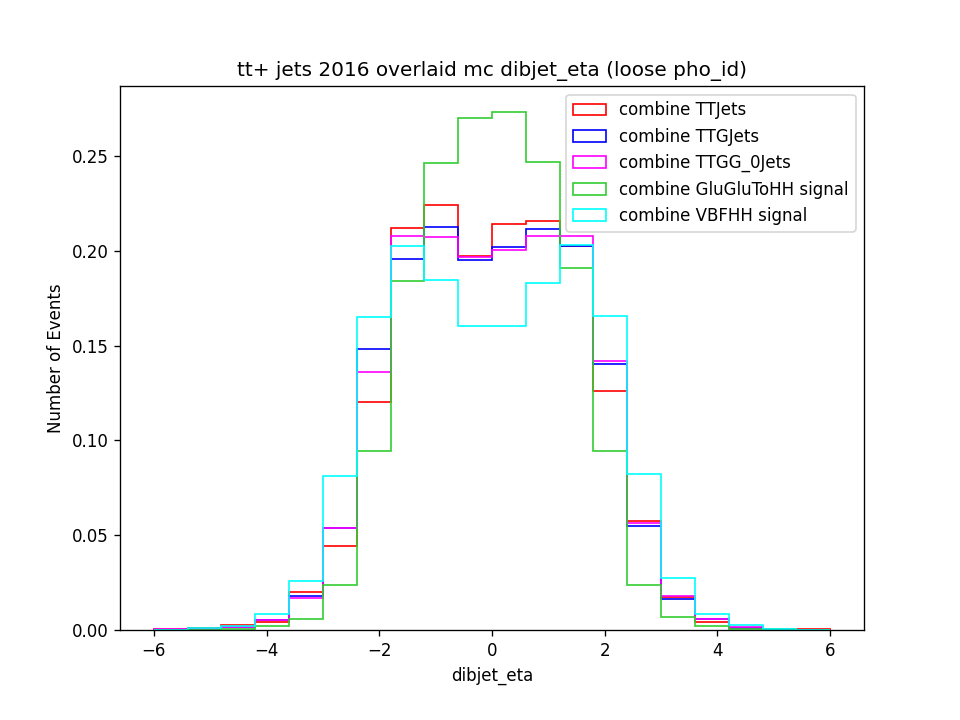 tt+ jets 2016 overlaid mc dibjet_eta (loose pho_id)
combine TTJets
combine TTGJets
combine TTGG_0Jets
combine GluGluToHH signal
combine VBFHH signal
Number of Events
0.25
0.20
0.15
0.10
0.05
0.00
−6 −4 −2 0 2 4 6
dibjet_eta